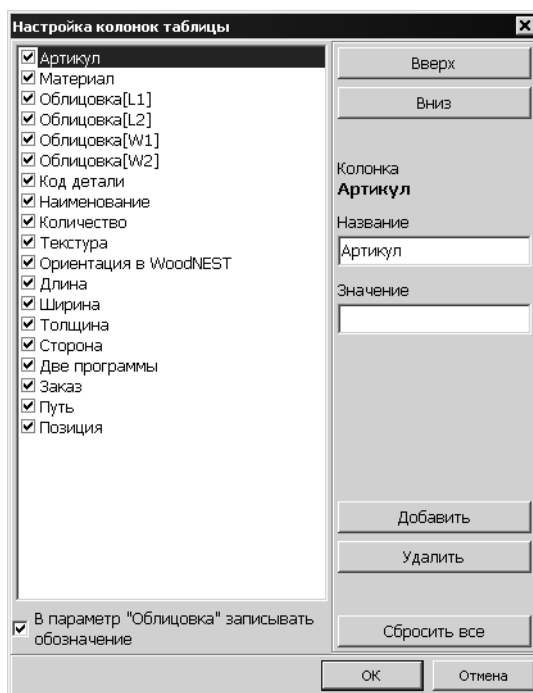 Настройка колонок таблицы
Артикул
Материал
Облицовка[L1]
Облицовка[L2]
Облицовка[W1]
Облицовка[W2]
Код детали
Наименование
Количество
Текстура
Ориентация в WoodNEST
Длина
Ширина
Толщина
Сторона
Две программы
Заказ
Путь
Позиция
В параметр "Облицовка" записывать
обозначение
Вверх
Вниз
Колонка
Артикул
Название
Артикул
Значение
Добавить
Удалить
Сбросить все
ОК
Отмена